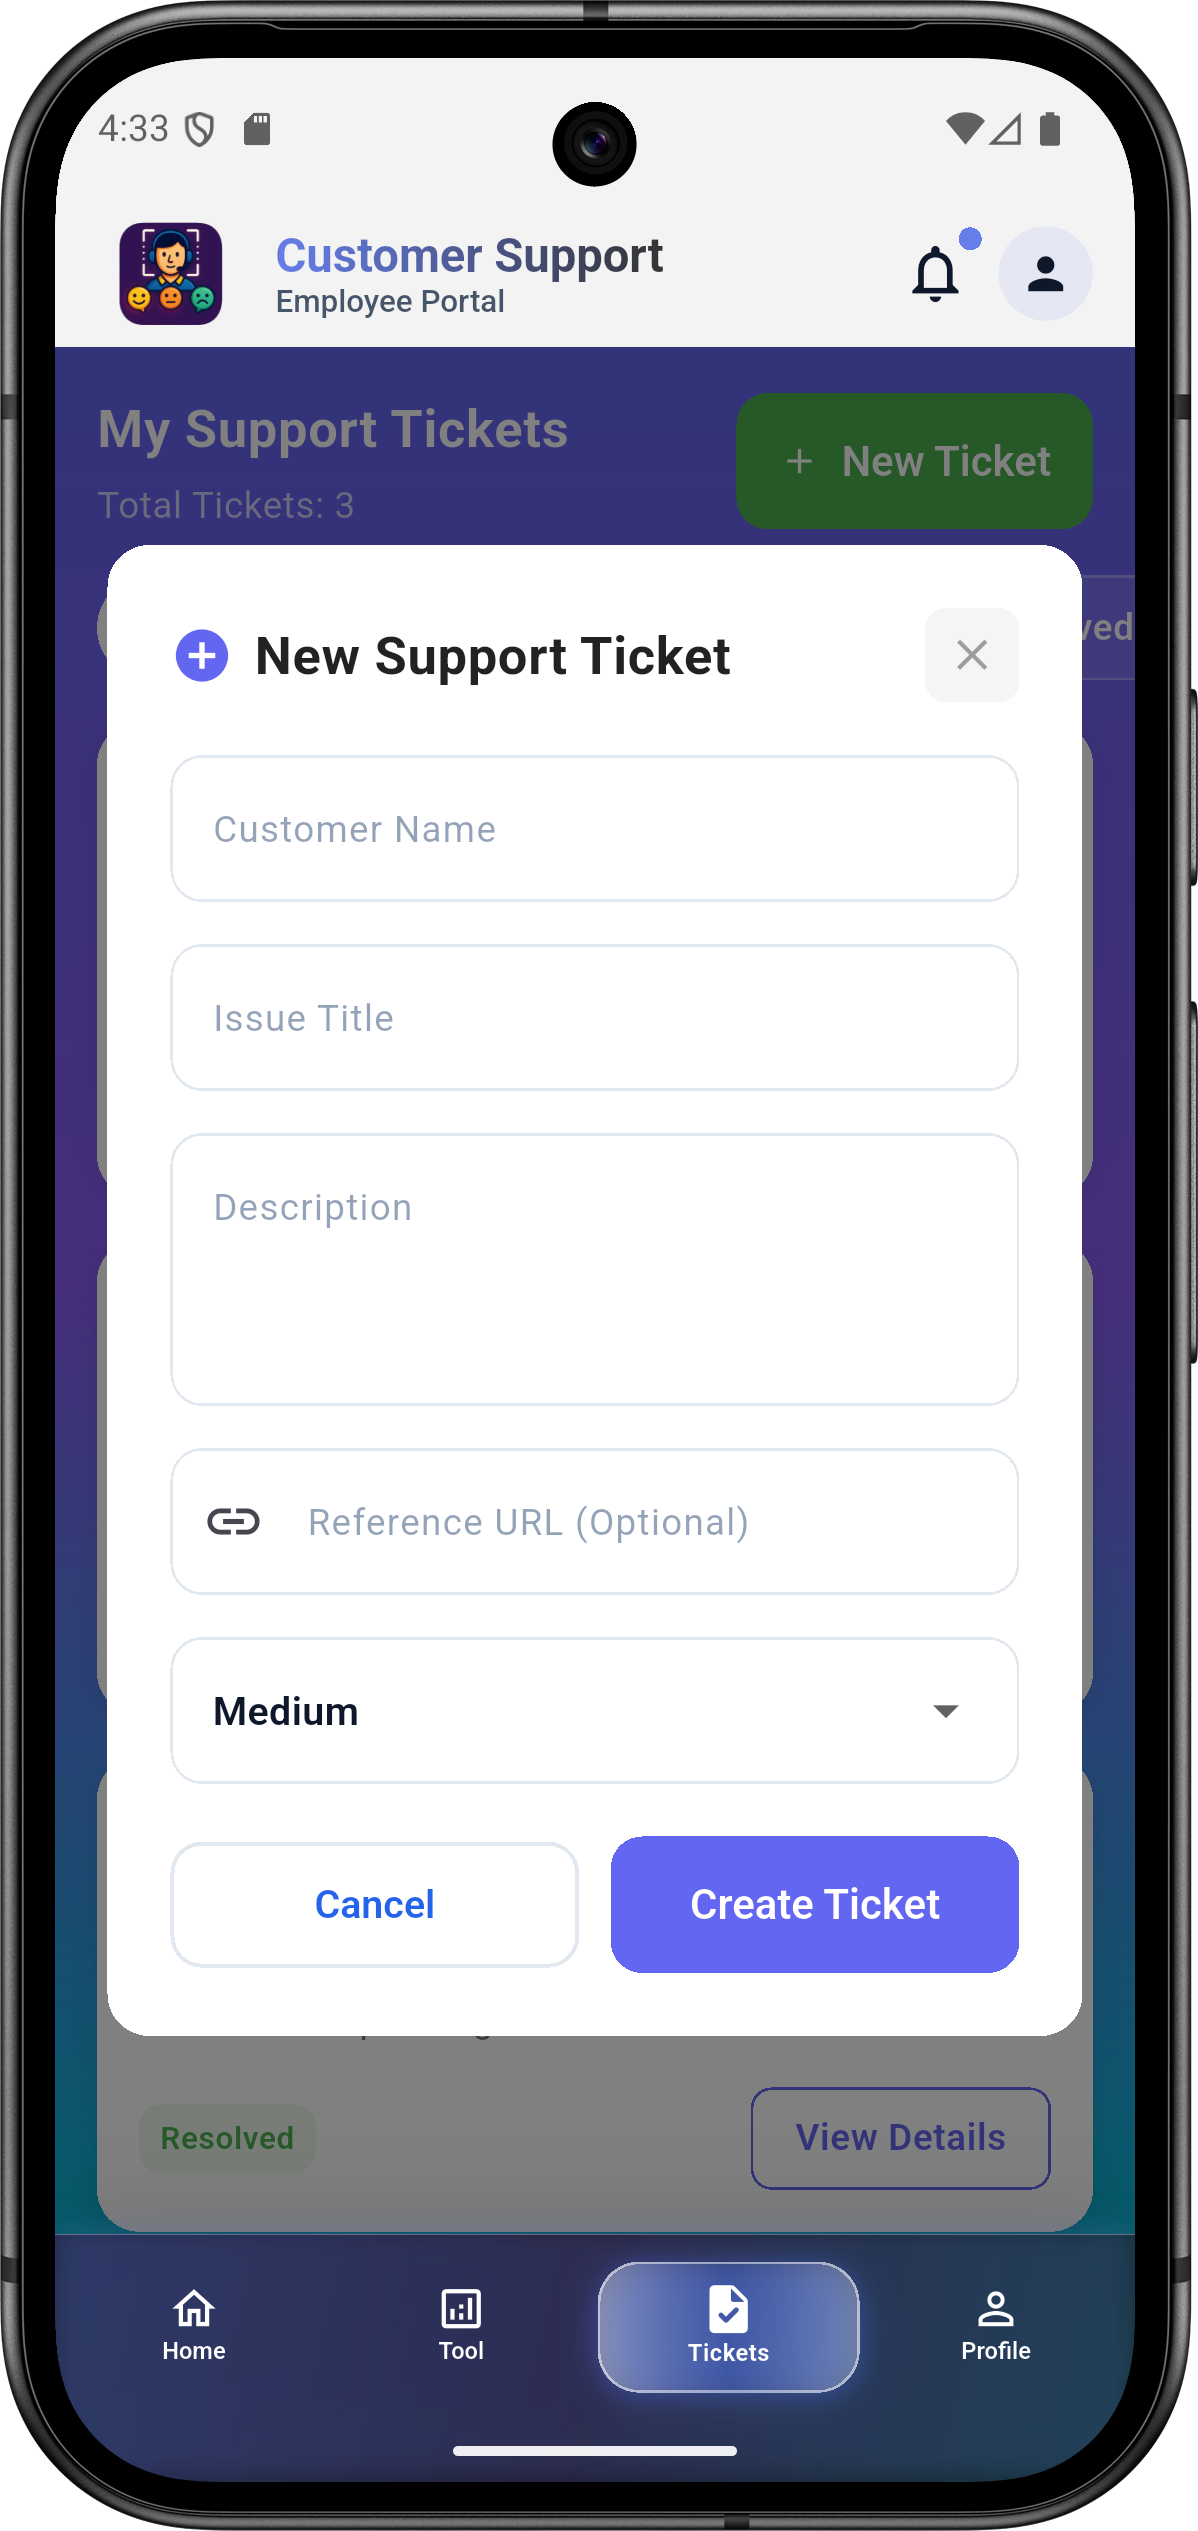 4:33
Customer Support
Employee Portal
My Support Tickets
Total Tickets: 3
+ New Ticket
ved
New Support Ticket
Customer Name
Issue Title
Description
Reference URL (Optional)
Medium
Cancel
Create Ticket
Resolved
View Details
Home
Tool
Tickets
Profile